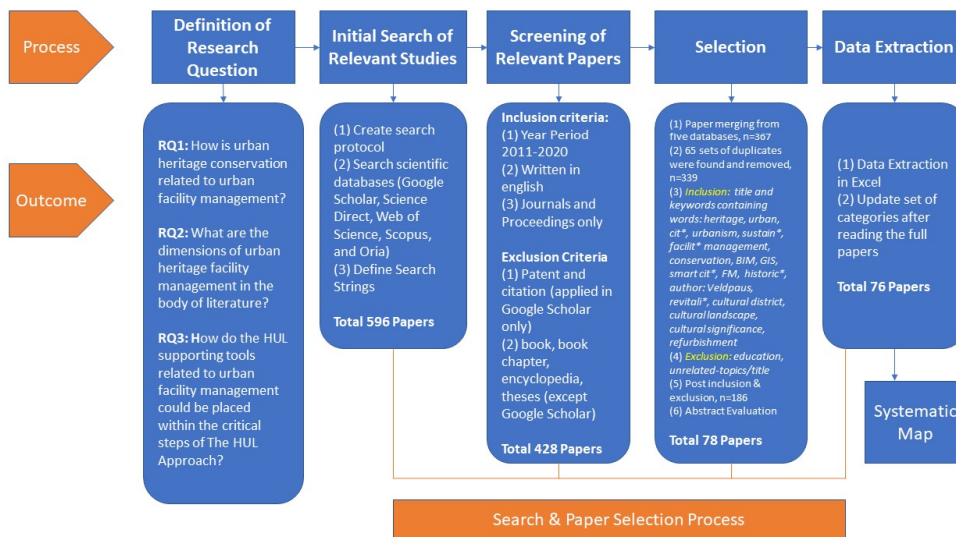 Process
Definition of
Research
Question
Initial Search of
Relevant Studies
Screening of
Relevant Papers
Selection
Data Extraction
Outcome
RQ1: How is urban
heritage conservation
related to urban
facility management?
RQ2: What are the
dimensions of urban
heritage facility
management in the
body of literature?
RQ3: How do the HUL
supporting tools
related to urban
facility management
could be placed
within the critical
steps of The HUL
Approach?
(1) Create search
protocol
(2) Search scientific
databases (Google
Scholar, Science
Direct, Web of
Science, Scopus,
and Oria)
(3) Define Search
Strings
Total 596 Papers
Inclusion criteria:
(1) Year Period
2011-2020
(2) Written in
english
(3) Journals and
Proceedings only
Exclusion Criteria
(1) Patent and
citation (applied in
Google Scholar
only)
(2) book, book
chapter,
encyclopedia,
theses (except
Google Scholar)
Total 428 Papers
(1) Paper merging from
five databases, n=367
(2) 65 sets of duplicates
were found and removed,
n=339
(3) Inclusion: title and
keywords containing
words: heritage, urban,
cit*, urbanism, sustain*,
facilit* management,
conservation, BIM, GIS,
smart cit*, FM, historic*,
author: Veldpaus,
revitali*, cultural district,
cultural landscape,
cultural significance,
refurbishment
(4) Exclusion: education,
unrelated-topics/title
(5) Post inclusion &
exclusion, n=186
(6) Abstract Evaluation
Total 78 Papers
(1) Data Extraction
in Excel
(2) Update set of
categories after
reading the full
papers
Total 76 Papers
Systematic
Map
Search & Paper Selection Process